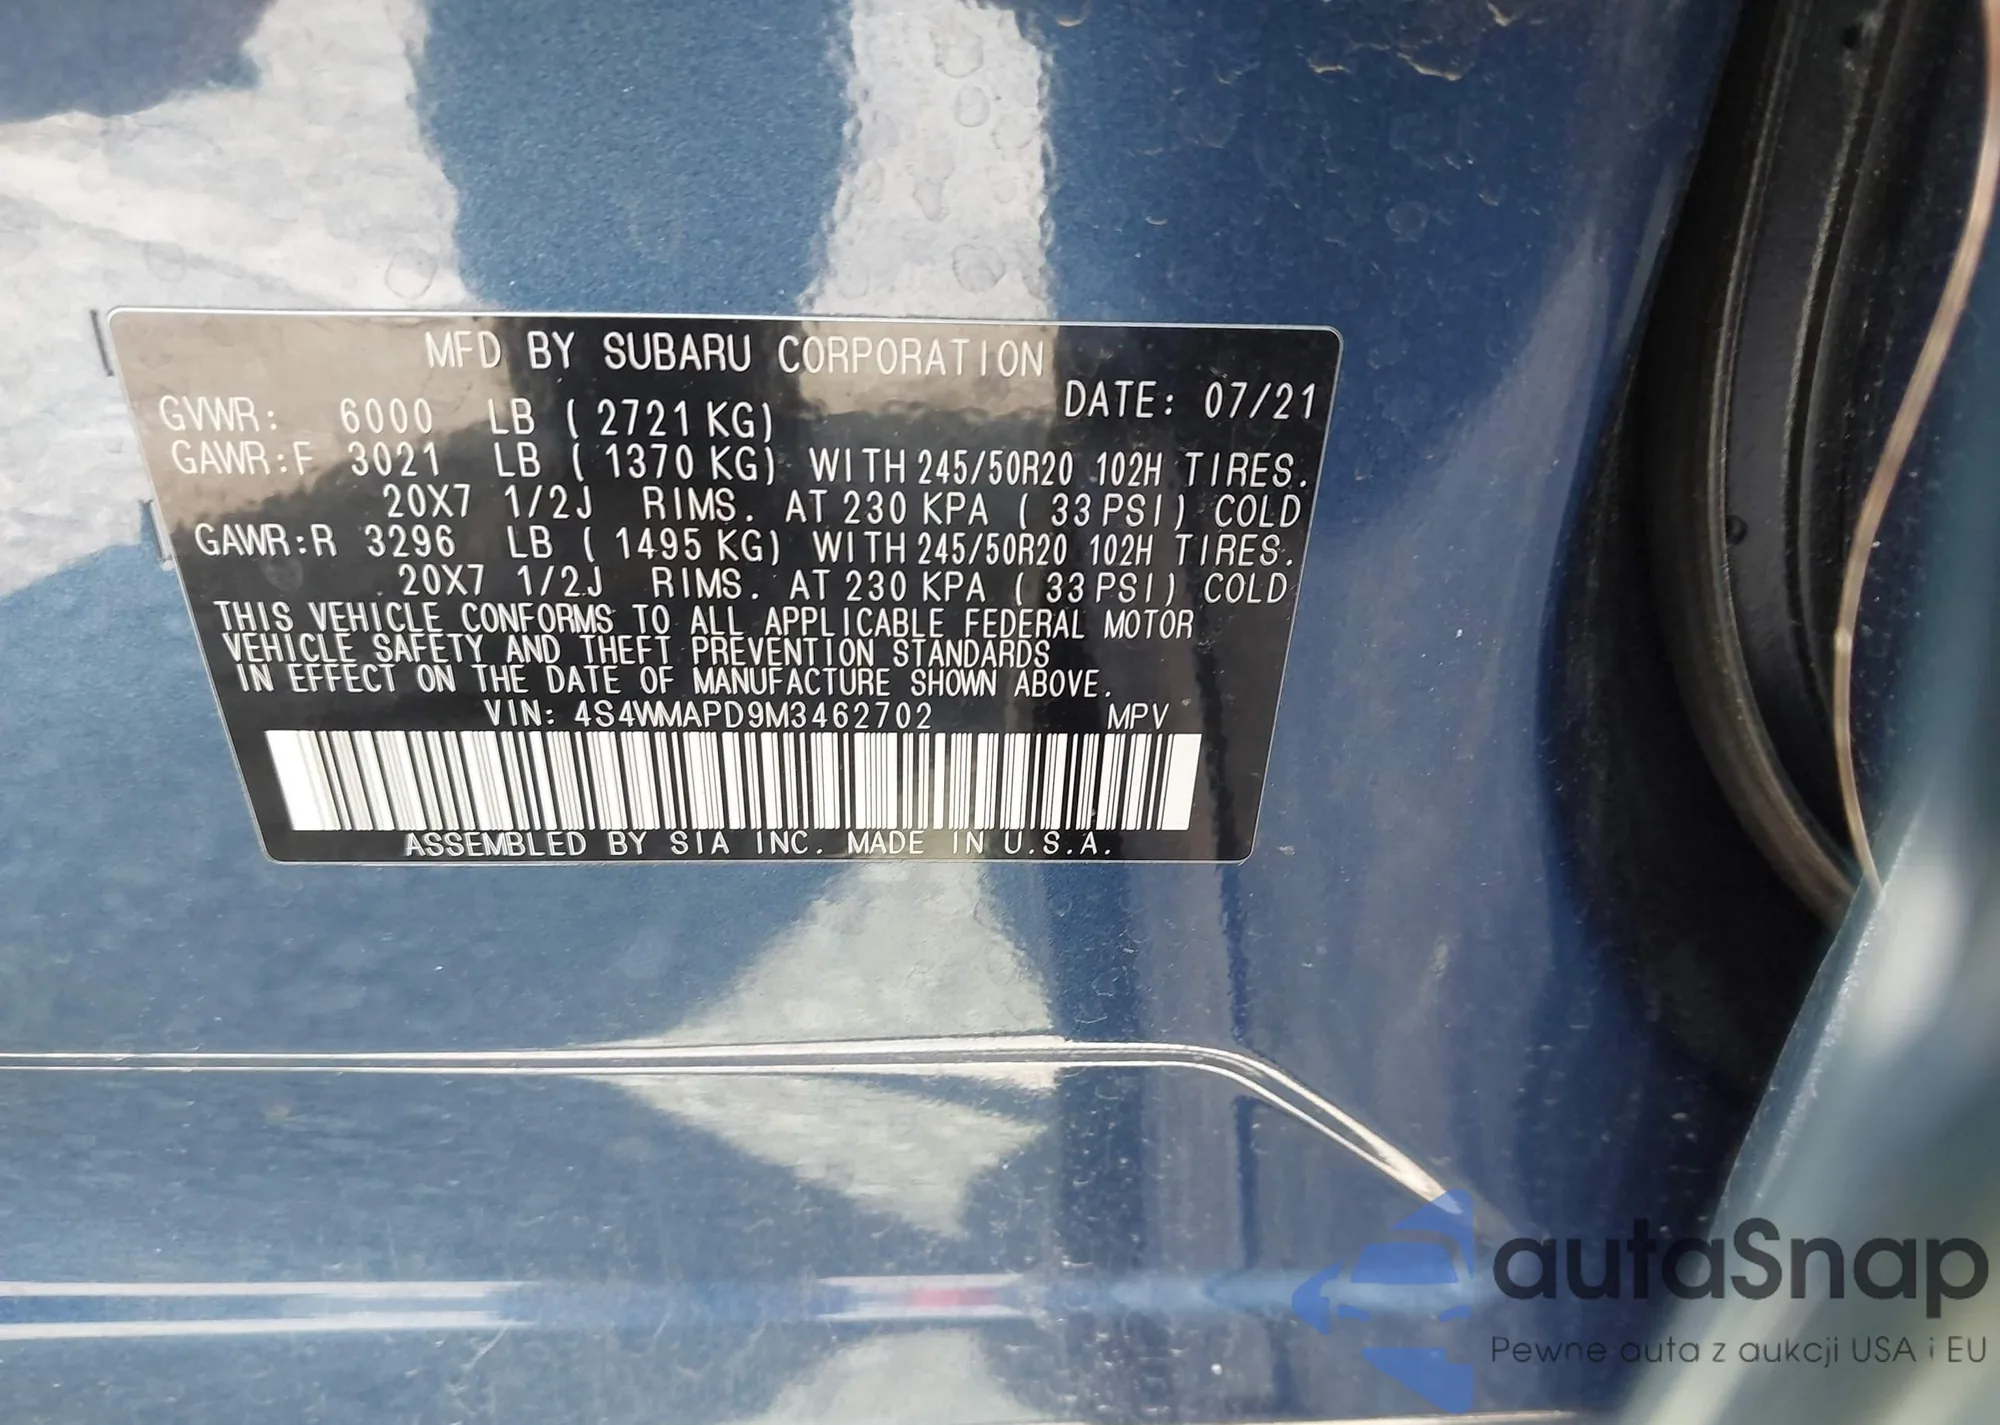 MFD BY SUBARU CORPORATION
DATE: 07/21
GVWR: 6000 LB ( 2721 KG)
GAWR:F 3021 LB ( 1370 KG) WITH 245/50R20 102H TIRES.
20X7 1/2J RIMS. AT 230 KPA ( 33 PSI) COLD
GAWR:R 3296 LB ( 1495 KG) WITH 245/50R20 102H TIRES.
20X7 1/2J RIMS. AT 230 KPA ( 33 PSI) COLD
THIS VEHICLE CONFORMS TO ALL APPLICABLE FEDERAL MOTOR
VEHICLE SAFETY AND THEFT PREVENTION STANDARDS
IN EFFECT ON THE DATE OF MANUFACTURE SHOWN ABOVE.
VIN: 4S4WMAPD9M3462702 MPV
ASSEMBLED BY SIA INC. MADE IN U.S.A.
autaSnap
Pewne auta z aukcji USA i EU